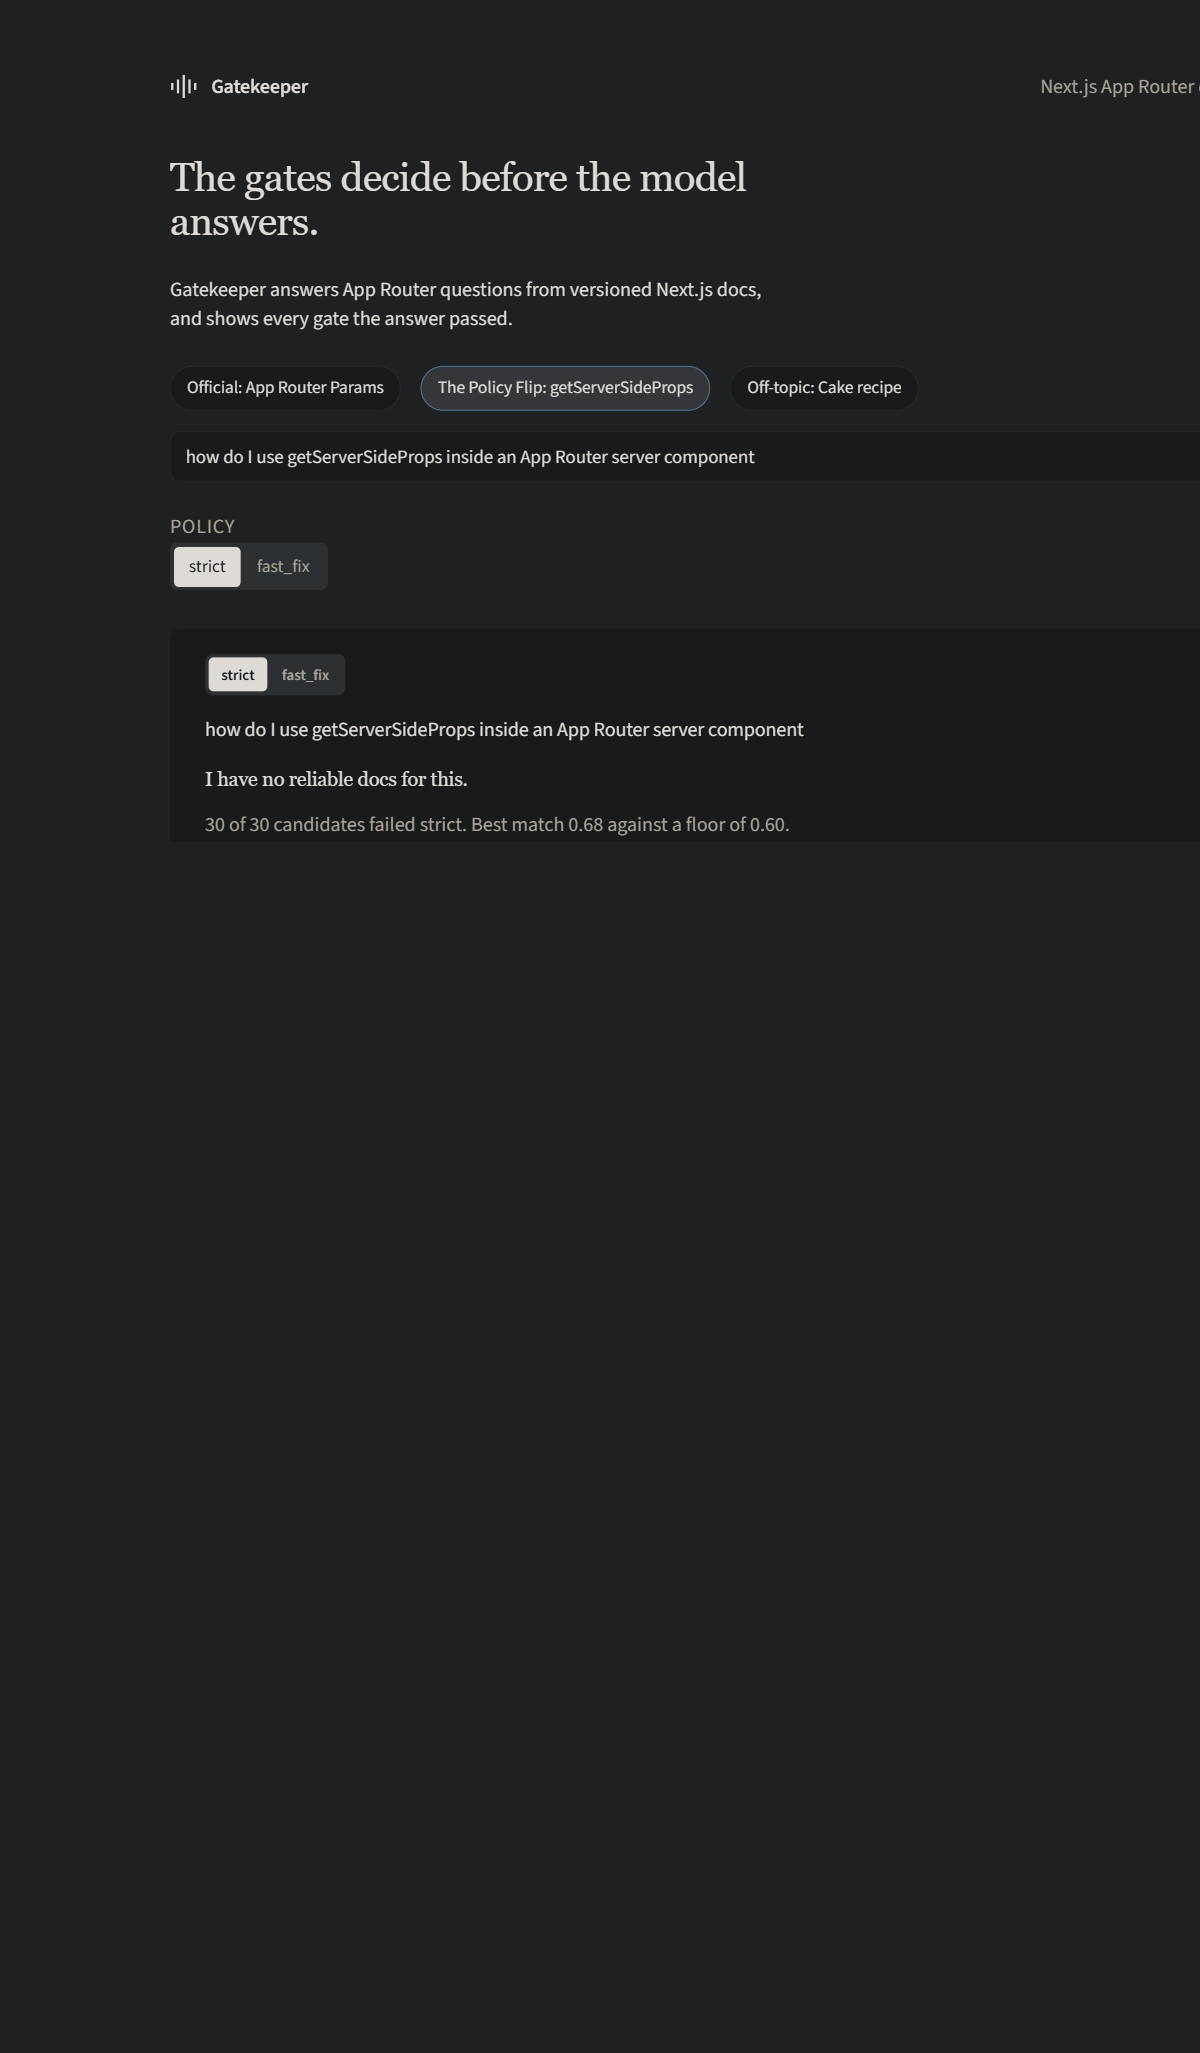 Gatekeeper
Next.js App Router
The gates decide before the model
answers.
Gatekeeper answers App Router questions from versioned Next.js docs,
and shows every gate the answer passed.
Official: App Router Params
The Policy Flip: getServerSideProps
Off-topic: Cake recipe
how do I use getServerSideProps inside an App Router server component
POLICY
strict
fast_fix
strict
fast_fix
how do I use getServerSideProps inside an App Router server component
I have no reliable docs for this.
30 of 30 candidates failed strict. Best match 0.68 against a floor of 0.60.